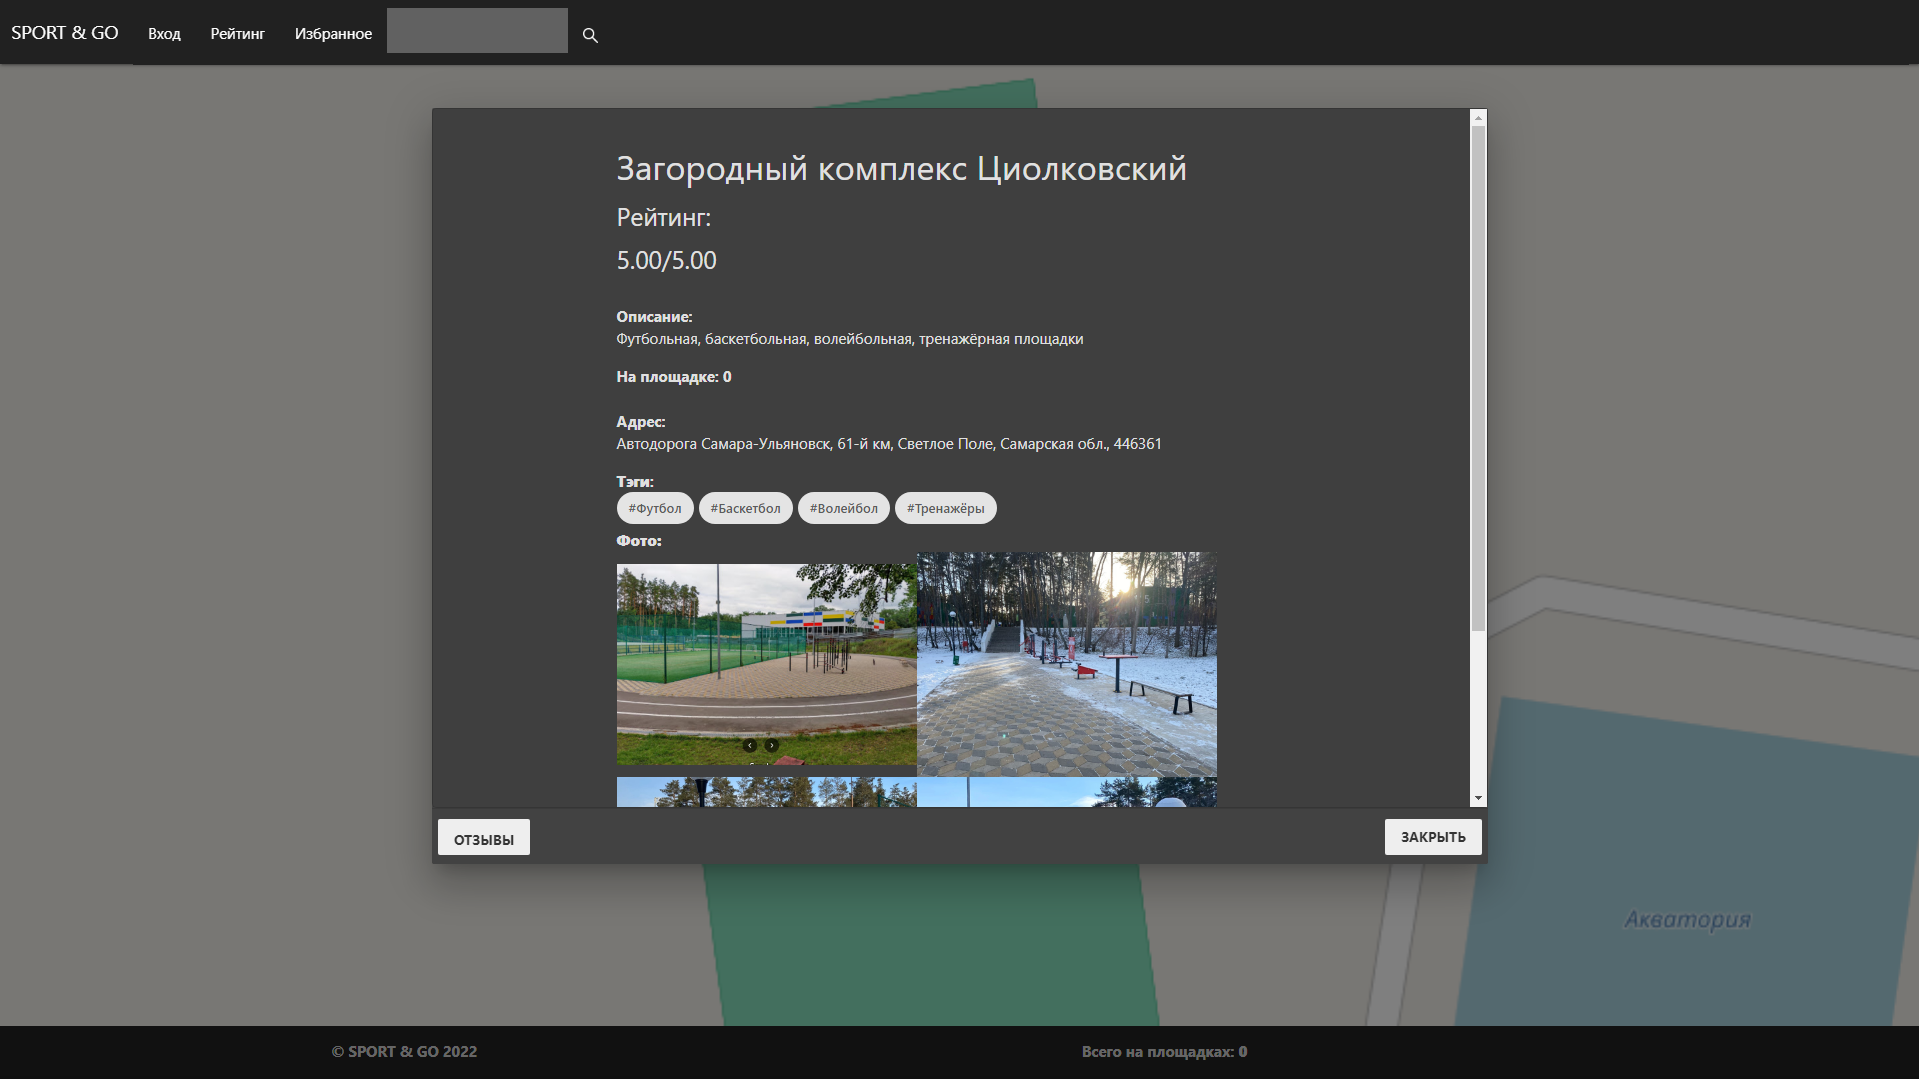 SPORT & GO Вход Рейтинг Избранное
Загородный комплекс Циолковский
Рейтинг:
5.00/5.00
Описание:
Футбольная, баскетбольная, волейбольная, тренажёрная площадки
На площадке: 0
Адрес:
Автодорога Самара-Ульяновск, 61-й км, Светлое Поле, Самарская обл., 446361
Тэги:
#Футбол #Баскетбол #Волейбол #Тренажёры
Фото:
ОТЗЫВЫ ЗАКРЫТЬ
Акватория
© SPORT & GO 2022 Всего на площадках: 0